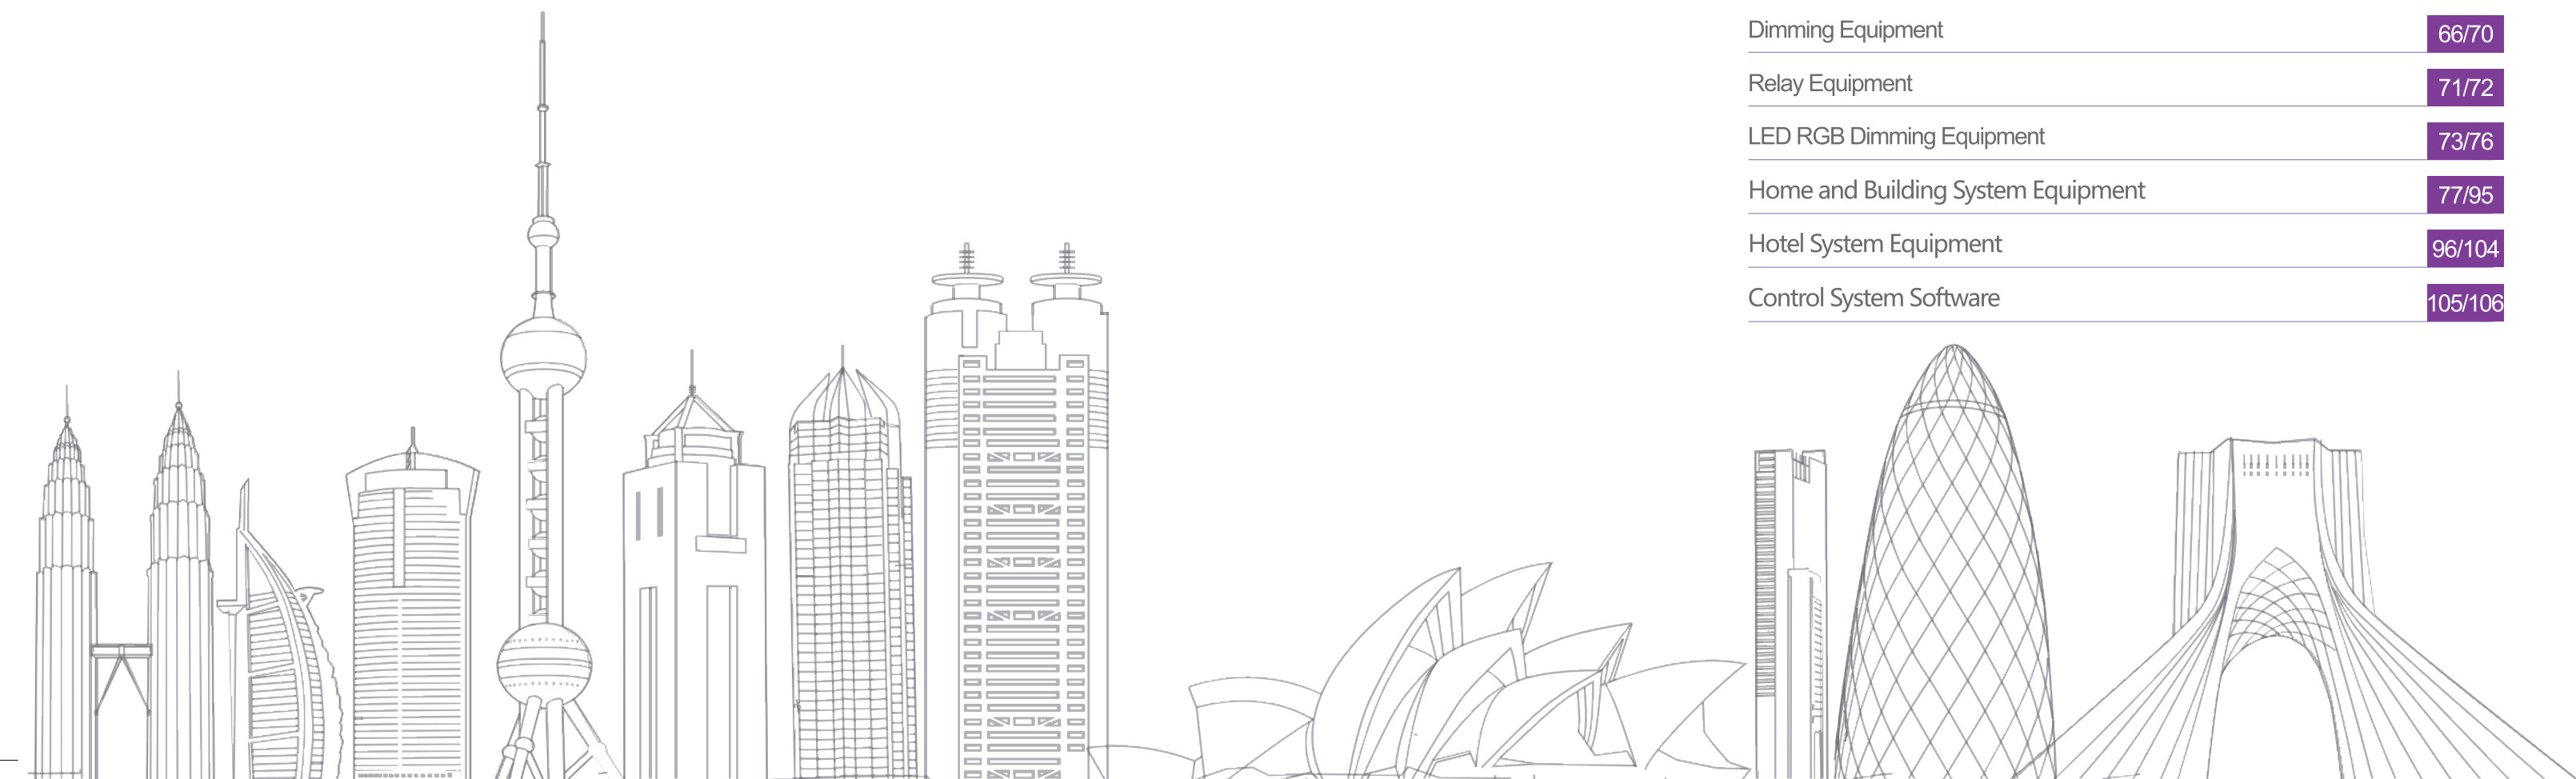 Dimming Equipment 66/70
Relay Equipment 71/72
LED RGB Dimming Equipment 73/76
Home and Building System Equipment 77/95
Hotel System Equipment 96/104
Control System Software 105/106